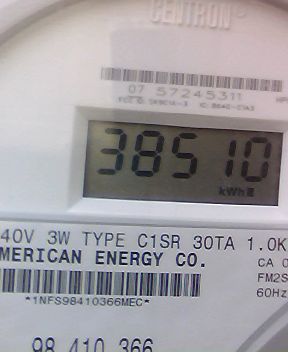 CENTRON®
07 57245311
38510
kWh
40V 3W TYPE C1SR 30TA 1.0K
MERICAN ENERGY CO.
CA 0
FM2S
*1NFS98410366MEC*
60Hz
98 410 366